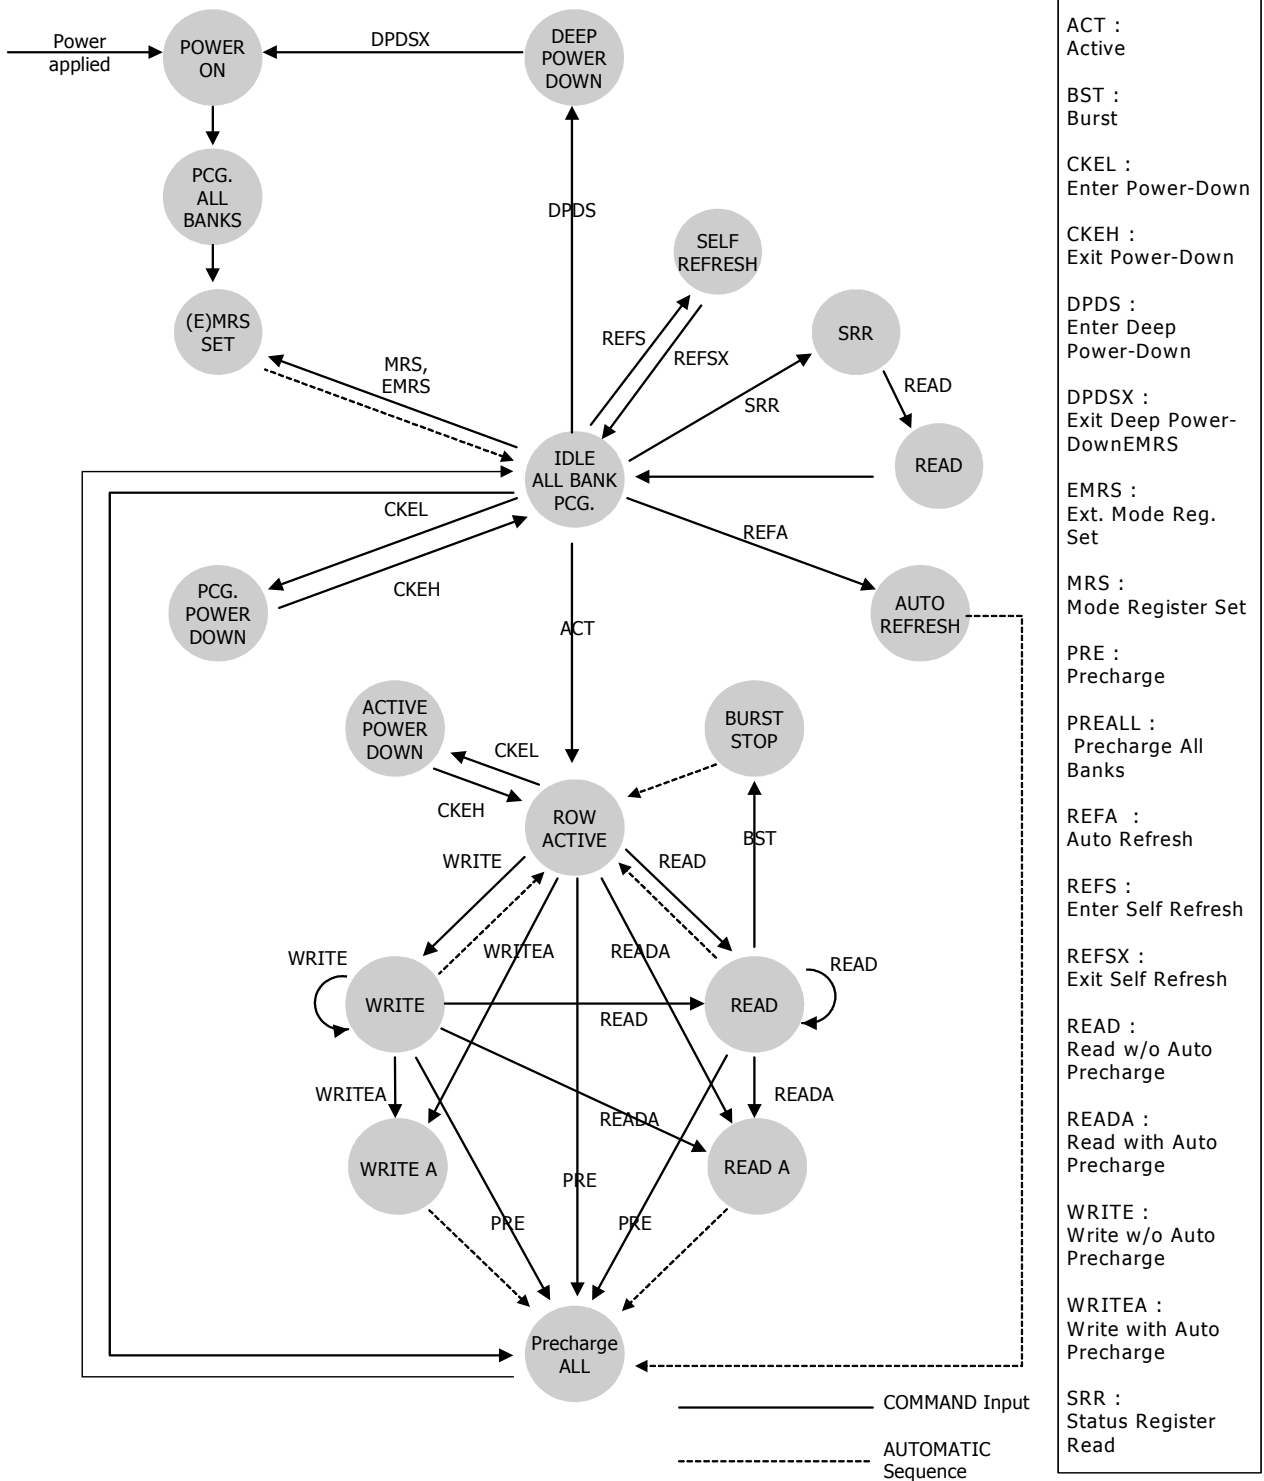 Power
applied
POWER
ON
DPDSX
DEEP
POWER
DOWN
PCG.
ALL
BANKS
DPDS
SELF
REFRESH
(E)MRS
SET
MRS,
EMRS
REFS
REFSX
SRR
SRR
READ
READ
IDLE
ALL BANK
PCG.
CKEL
CKEH
REFA
PCG.
POWER
DOWN
ACT
AUTO
REFRESH
ACTIVE
POWER
DOWN
CKEL
CKEH
BURST
STOP
ROW
ACTIVE
BST
WRITE
READ
WRITE
WRITEA
READA
READ
WRITE
READ
READ
WRITEA
READA
READA
WRITE A
READ A
PRE
PRE
PRE
Precharge
ALL
COMMAND Input
AUTOMATIC
Sequence
ACT :
Active
BST :
Burst
CKEL :
Enter Power-Down
CKEH :
Exit Power-Down
DPDS :
Enter Deep
Power-Down
DPDSX :
Exit Deep Power-
DownEMRS
EMRS :
Ext. Mode Reg.
Set
MRS :
Mode Register Set
PRE :
Precharge
PREALL :
Precharge All
Banks
REFA :
Auto Refresh
REFS :
Enter Self Refresh
REFSX :
Exit Self Refresh
READ :
Read w/o Auto
Precharge
READA :
Read with Auto
Precharge
WRITE :
Write w/o Auto
Precharge
WRITEA :
Write with Auto
Precharge
SRR :
Status Register
Read